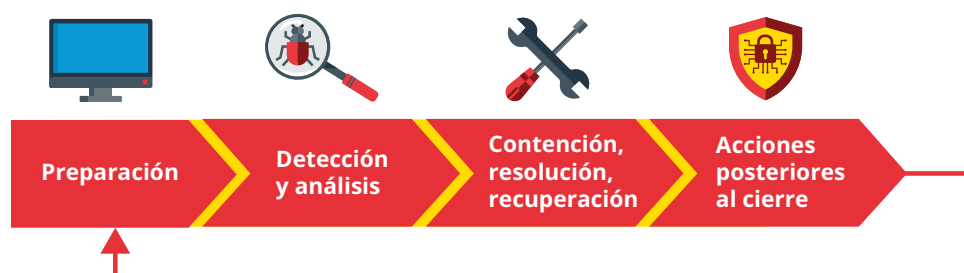 Preparación
Detección
y análisis
Contención,
resolución,
recuperación
Acciones
posteriores
al cierre